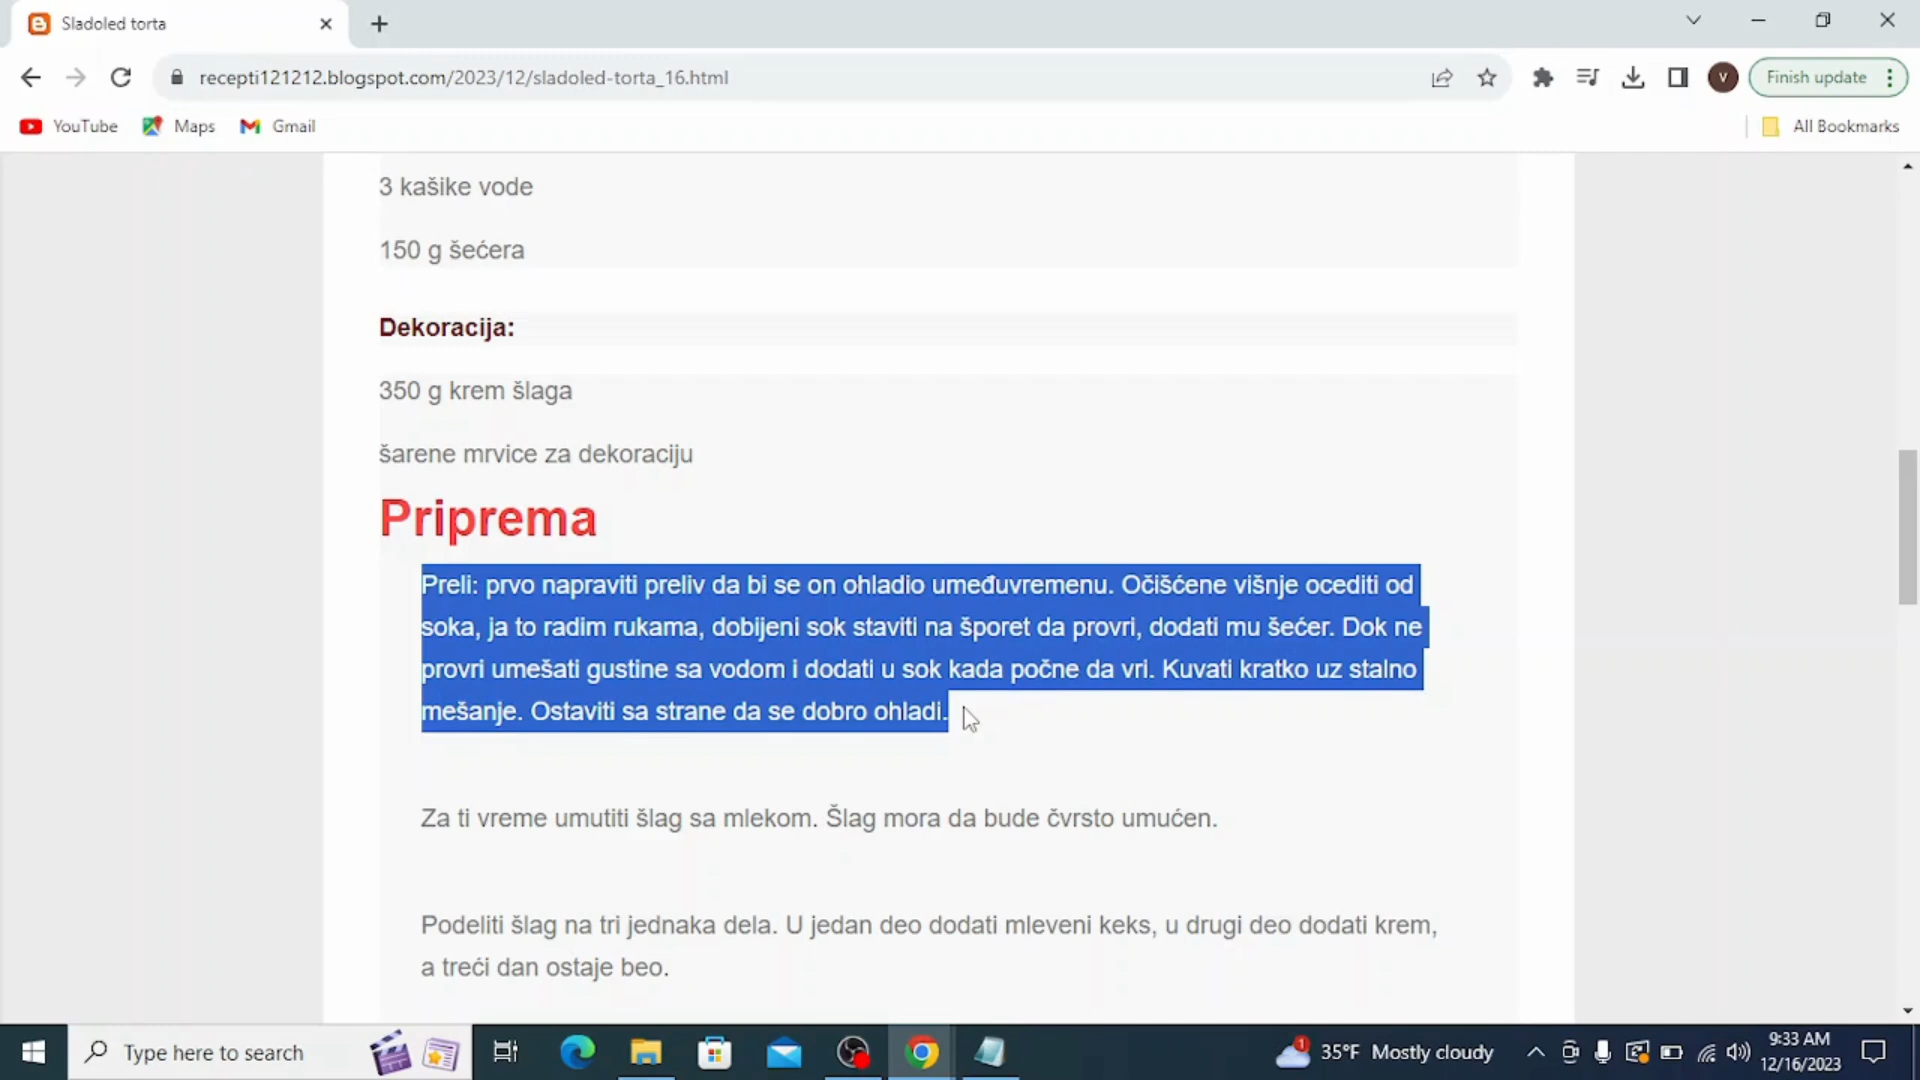 Sladoled torta
recepti121212.blogspot.com/2023/12/sladoled-torta_16.html
V
Finish update
YouTube
Maps
Gmail
All Bookmarks
3 kašike vode
150 g šećera
Dekoracija:
350 g krem šlaga
šarene mrvice za dekoraciju
Priprema
Preli: prvo napraviti preliv da bi se on ohladio umeđuvremenu. Očišćene višnje ocediti od
soka, ja to radim rukama, dobijeni sok staviti na šporet da provri, dodati mu šećer. Dok ne
provri umešati gustine sa vodom i dodati u sok kada počne da vri. Kuvati kratko uz stalno
mešanje. Ostaviti sa strane da se dobro ohladi.
Za ti vreme umutiti šlag sa mlekom. Šlag mora da bude čvrsto umućen.
Podeliti šlag na tri jednaka dela. U jedan deo dodati mleveni keks, u drugi deo dodati krem,
a treći dan ostaje beo.
Type here to search
1
35°F Mostly cloudy
9:33 AM
12/16/2023